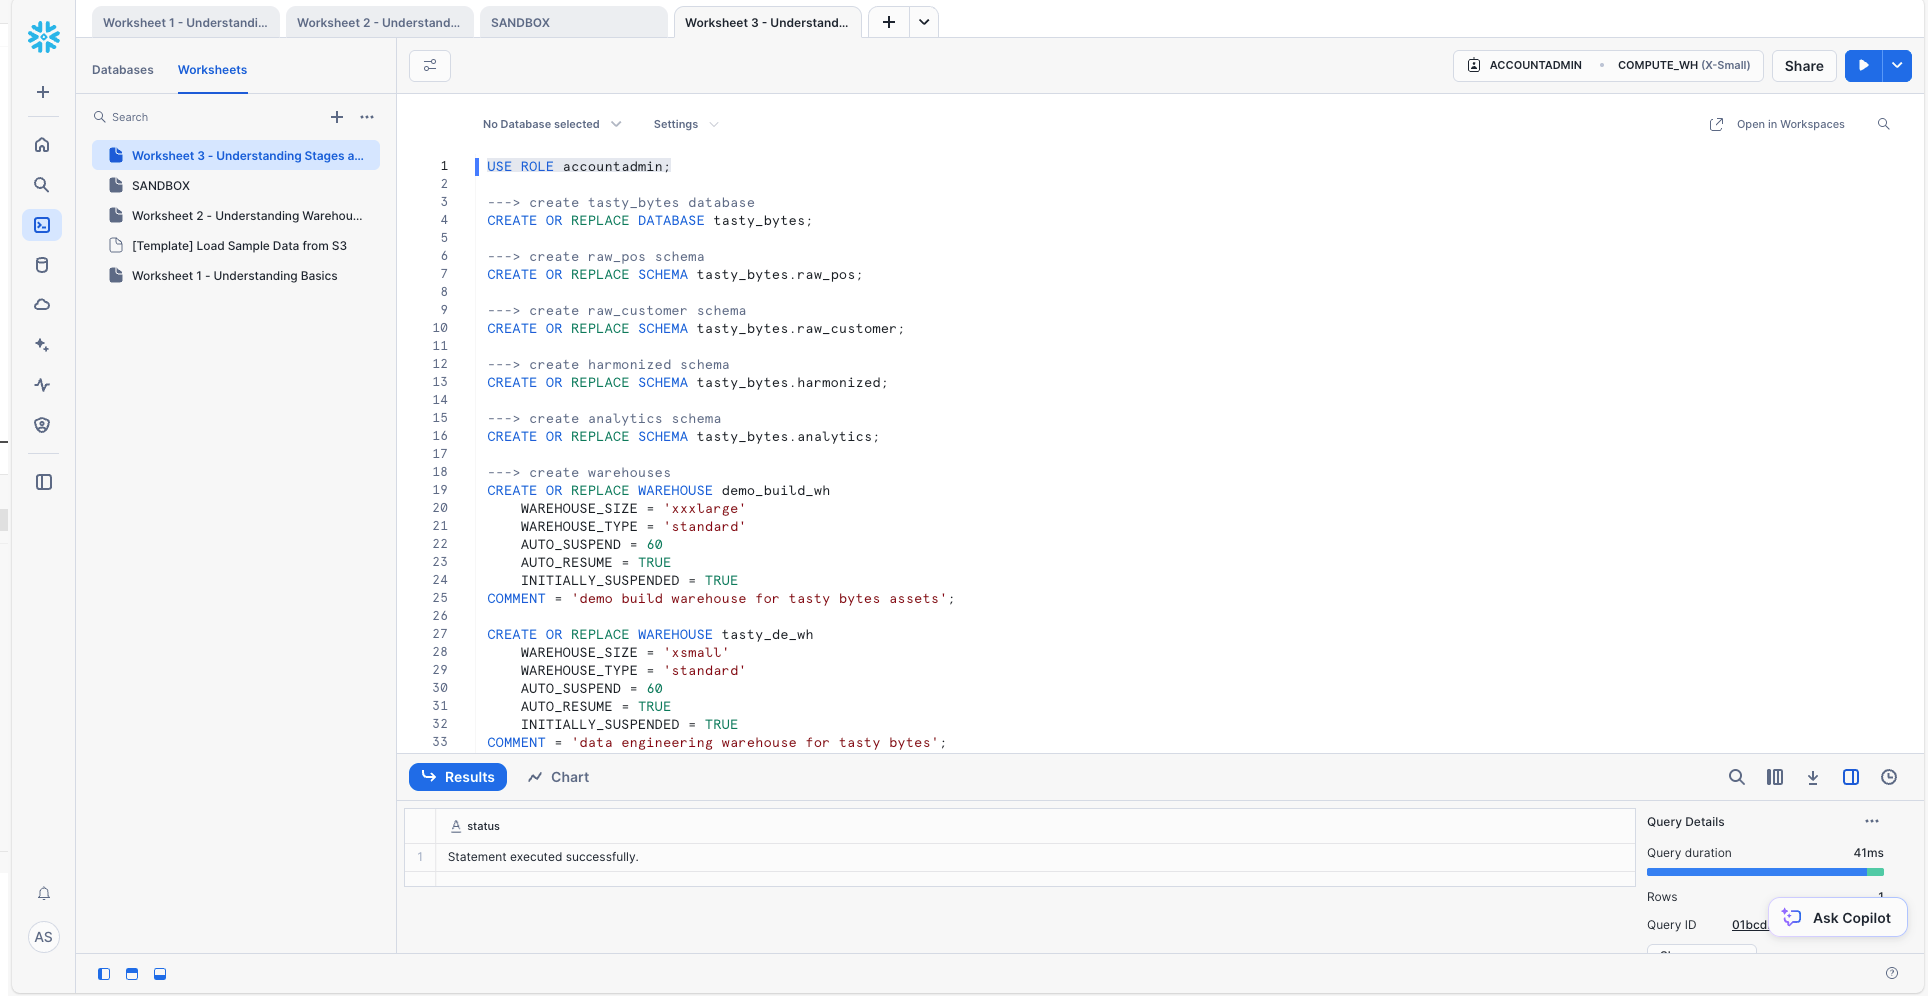 Worksheet 1 - Understandi...
Worksheet 2 - Understand...
SANDBOX
Worksheet 3 - Understand...
Databases
Worksheets
ACCOUNTADMIN
COMPUTE_WH (X-Small)
Share
Search
No Database selected
Settings
Open in Workspaces
Worksheet 3 - Understanding Stages a...
SANDBOX
Worksheet 2 - Understanding Warehou...
[Template] Load Sample Data from S3
Worksheet 1 - Understanding Basics
1 USE ROLE accountadmin;
2
3 ---> create tasty_bytes database
4 CREATE OR REPLACE DATABASE tasty_bytes;
5
6 ---> create raw_pos schema
7 CREATE OR REPLACE SCHEMA tasty_bytes.raw_pos;
8
9 ---> create raw_customer schema
10 CREATE OR REPLACE SCHEMA tasty_bytes.raw_customer;
11
12 ---> create harmonized schema
13 CREATE OR REPLACE SCHEMA tasty_bytes.harmonized;
14
15 ---> create analytics schema
16 CREATE OR REPLACE SCHEMA tasty_bytes.analytics;
17
18 ---> create warehouses
19 CREATE OR REPLACE WAREHOUSE demo_build_wh
20 WAREHOUSE_SIZE = 'xxxlarge'
21 WAREHOUSE_TYPE = 'standard'
22 AUTO_SUSPEND = 60
23 AUTO_RESUME = TRUE
24 INITIALLY_SUSPENDED = TRUE
25 COMMENT = 'demo build warehouse for tasty bytes assets';
26
27 CREATE OR REPLACE WAREHOUSE tasty_de_wh
28 WAREHOUSE_SIZE = 'xsmall'
29 WAREHOUSE_TYPE = 'standard'
30 AUTO_SUSPEND = 60
31 AUTO_RESUME = TRUE
32 INITIALLY_SUSPENDED = TRUE
33 COMMENT = 'data engineering warehouse for tasty bytes';
Results
Chart
A status
1 Statement executed successfully.
Query Details
Query duration 41ms
Rows 1
Query ID 01bcd
Ask Copilot
AS